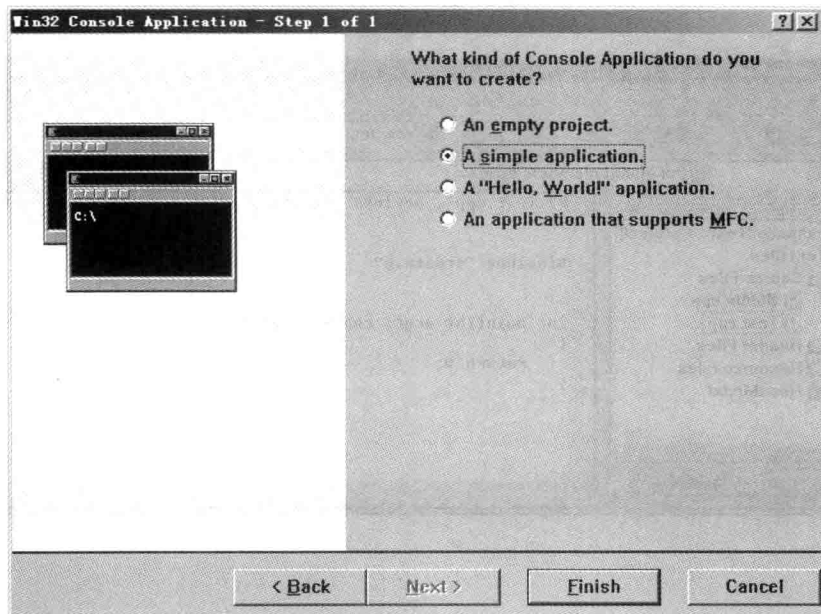 Win32 Console Application - Step 1 of 1
What kind of Console Application do you
want to create?
An empty project.
A simple application.
A "Hello, World!" application.
An application that supports MFC.
C:\
< Back
Next >
Finish
Cancel